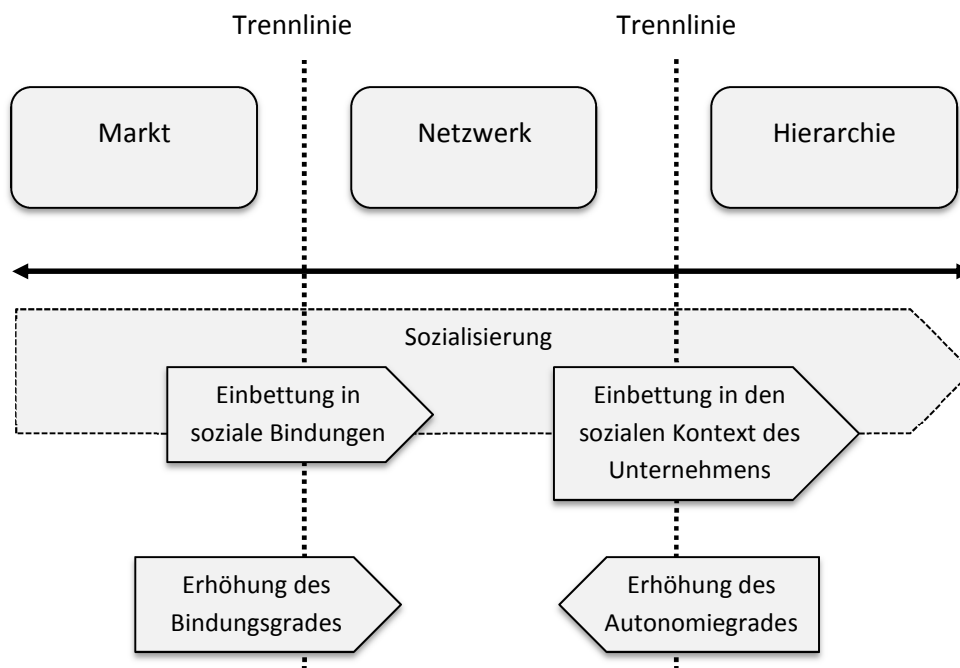 Trennlinie
Trennlinie
Markt
Netzwerk
Hierarchie
Sozialisierung
Einbettung in
soziale Bindungen
Einbettung in den
sozialen Kontext des
Unternehmens
Erhöhung des
Bindungsgrades
Erhöhung des
Autonomiegrades